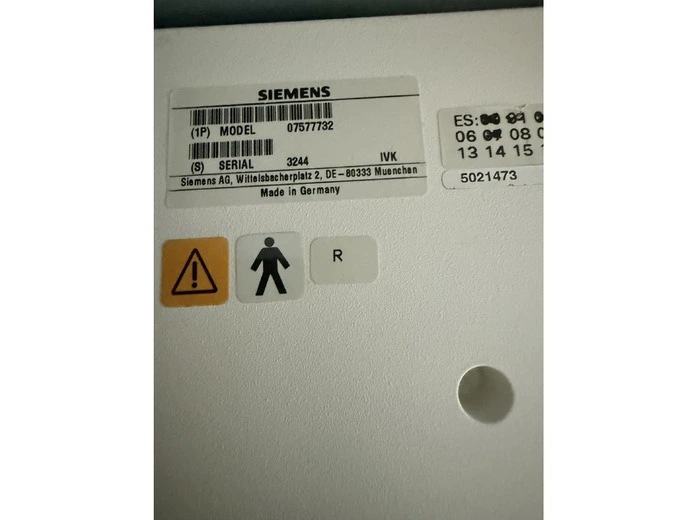 SIEMENS
(1P) MODEL 07577732
(S) SERIAL 3244 IVK
Siemens AG, Wittelsbacherplatz 2, DE-80333 Muenchen
Made in Germany
ES:
06 08
13 14 15
5021473
R